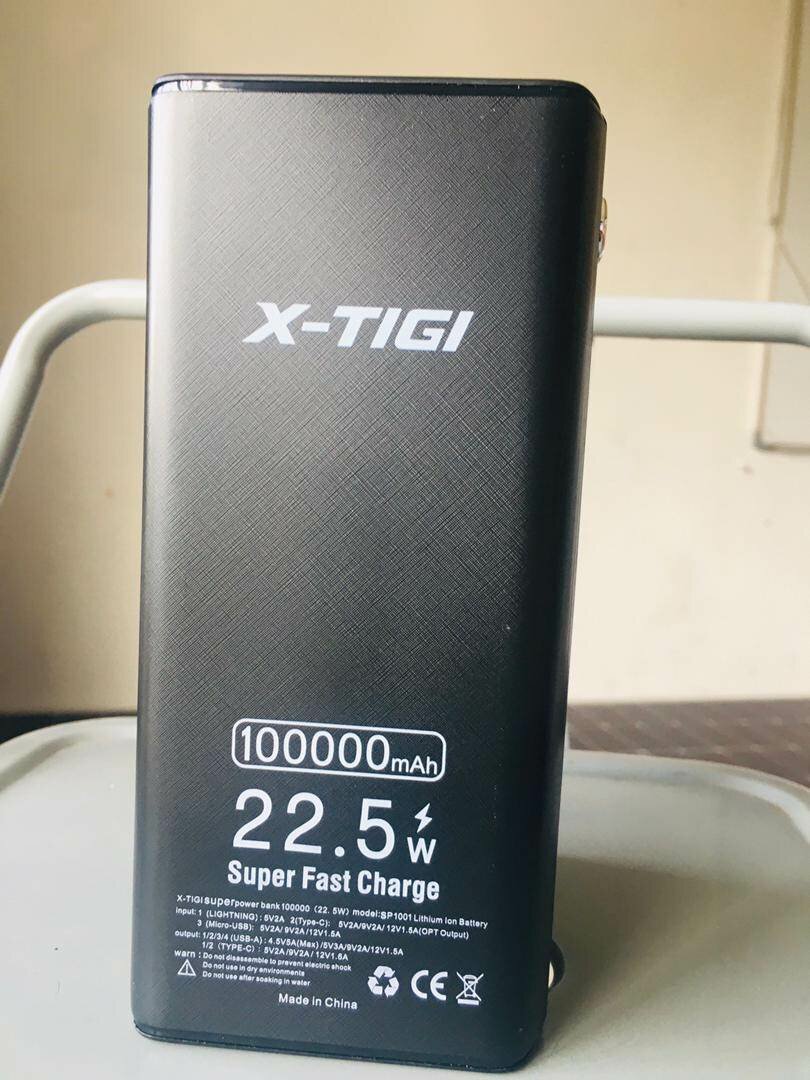 X-TIGI
100000mAh
22.5W
Super Fast Charge
X-TIGI super power bank 100000 (22.5W) model:SP1001 Lithium Ion Battery
input: 1 (LIGHTNING) : 5V2A 2(Type-C): 5V2A/9V2A/12V1.5A(OPT Output)
3 (Micro-USB): 5V2A/ 9V2A/12V1.5A
output: 1/2/3/4 (USB-A) : 4.5V5A(Max) /5V3A/9V2A/12V1.5A
1/2 (TYPE-C) : 5V2A/9V2A/ 12V1.5A
warn : Do not disassemble to prevent electric shock
Do not use in dry environments
Do not use after soaking in water
CE
Made in China